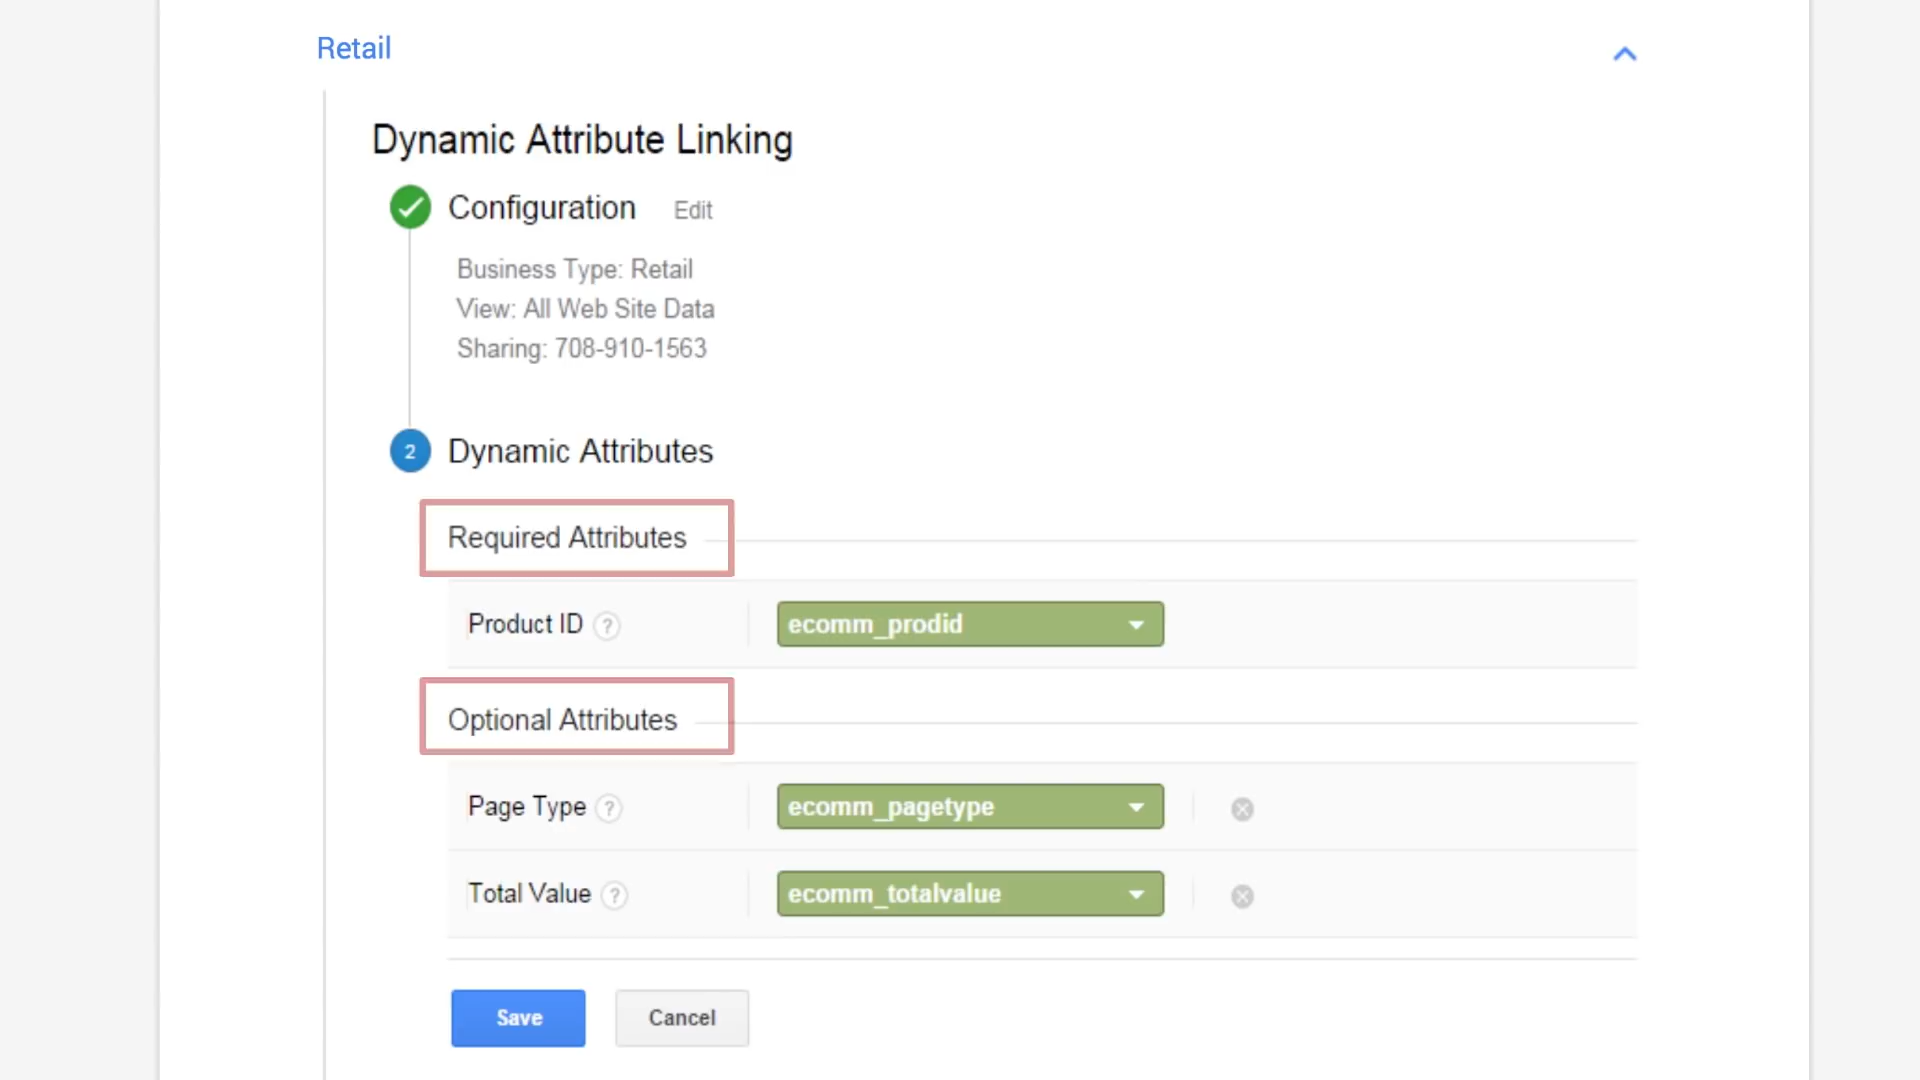 Retail
Dynamic Attribute Linking
Configuration Edit
Business Type: Retail
View: All Web Site Data
Sharing: 708-910-1563
2 Dynamic Attributes
Required Attributes
Product ID ? ecomm_prodid
Optional Attributes
Page Type ? ecomm_pagetype
Total Value ? ecomm_totalvalue
Save Cancel